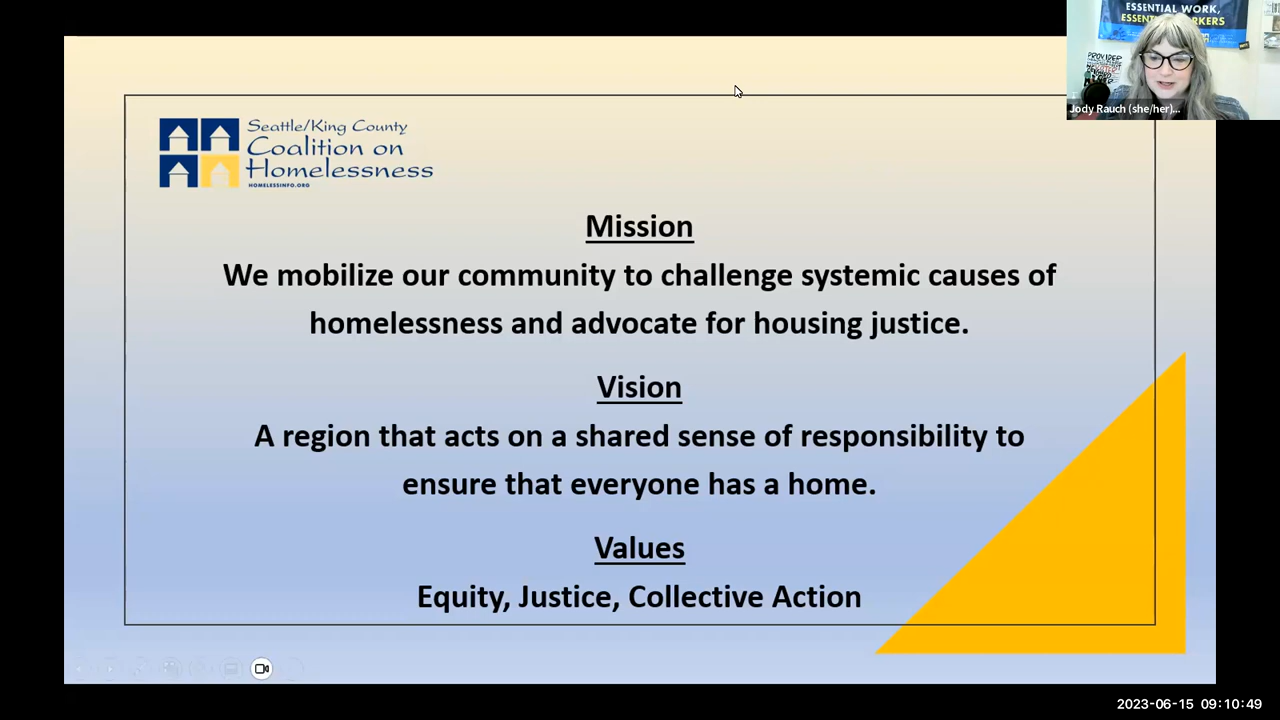 ESSENTIAL WORK,
Jody Rauch (she/her)...
Seattle/King County
Coalition on
Homelessness
HOMELESSINFO.ORG
Mission
We mobilize our community to challenge systemic causes of
homelessness and advocate for housing justice.
Vision
A region that acts on a shared sense of responsibility to
ensure that everyone has a home.
Values
Equity, Justice, Collective Action
2023-06-15 09:10:49